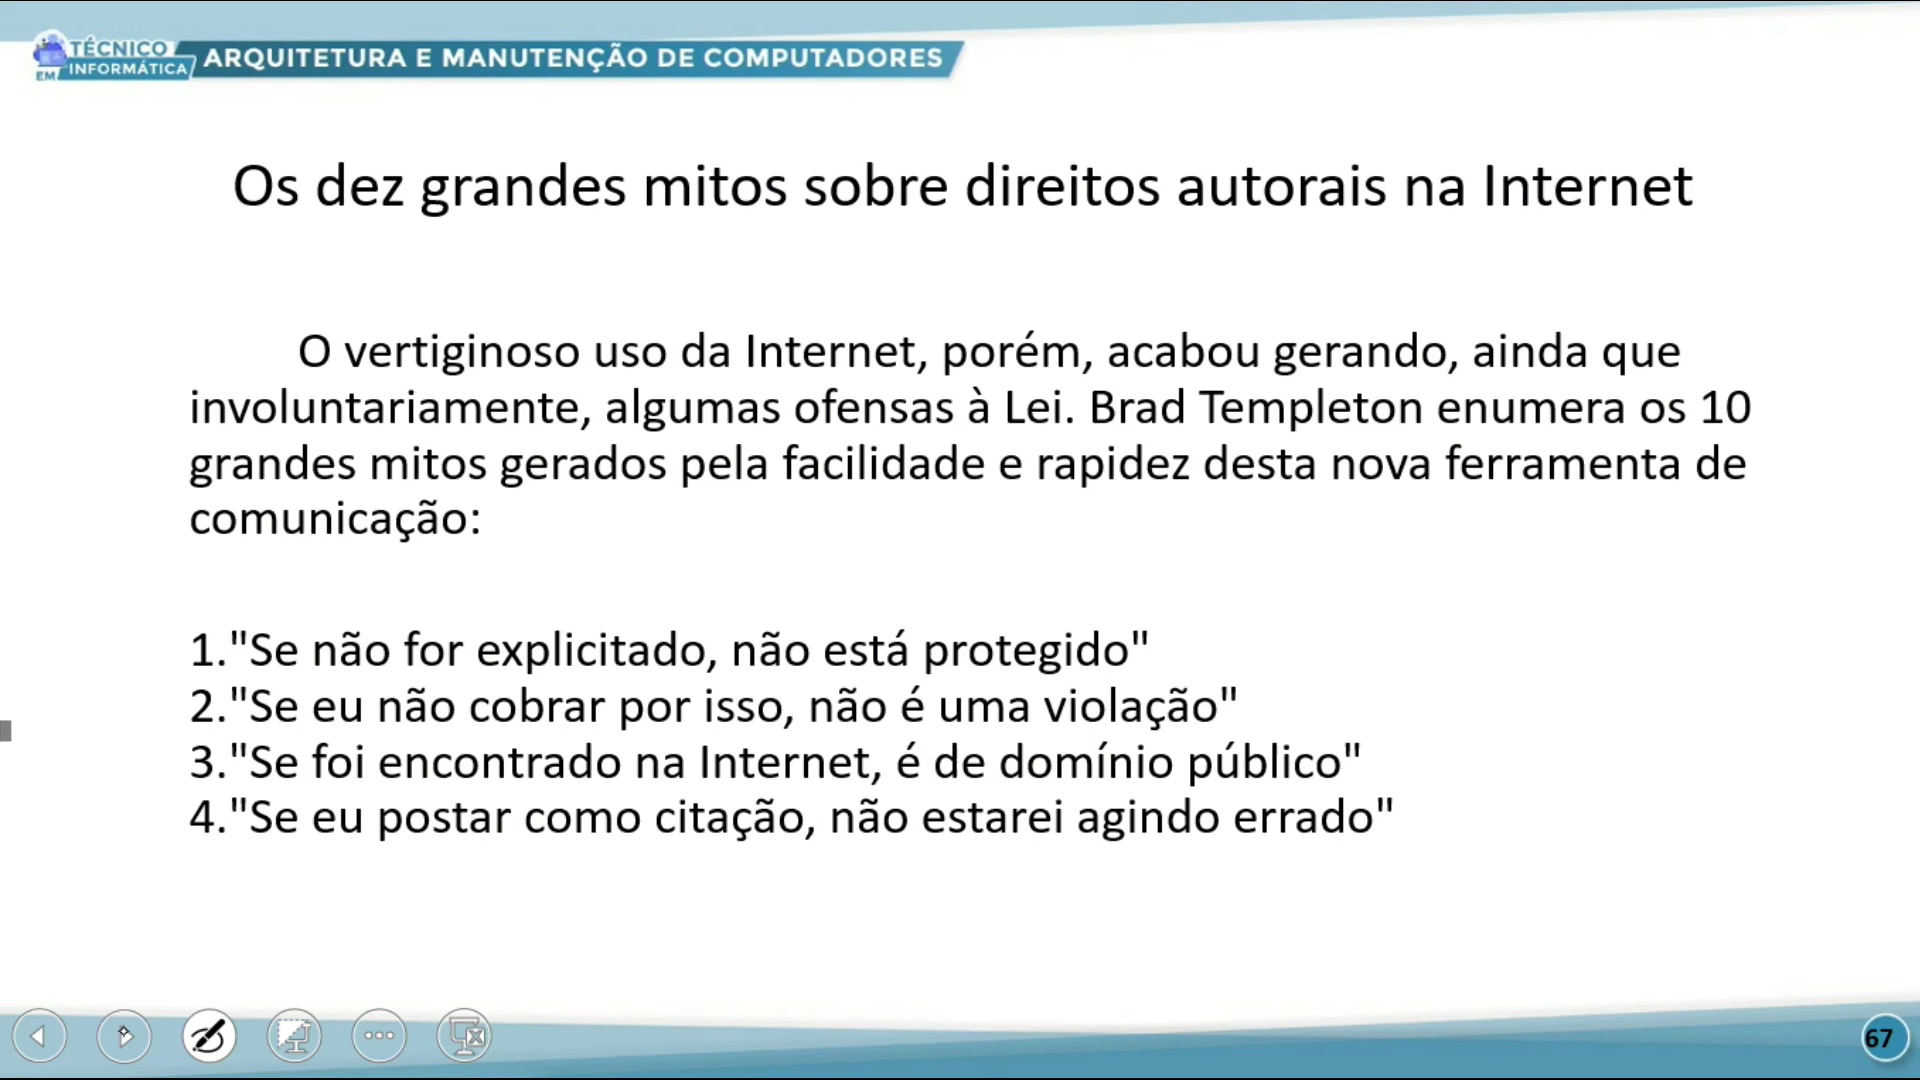 TÉCNICO
EM INFORMÁTICA
ARQUITETURA E MANUTENÇÃO DE COMPUTADORES
Os dez grandes mitos sobre direitos autorais na Internet
O vertiginoso uso da Internet, porém, acabou gerando, ainda que
involuntariamente, algumas ofensas à Lei. Brad Templeton enumera os 10
grandes mitos gerados pela facilidade e rapidez desta nova ferramenta de
comunicação:
1."Se não for explicitado, não está protegido"
2."Se eu não cobrar por isso, não é uma violação"
3."Se foi encontrado na Internet, é de domínio público"
4."Se eu postar como citação, não estarei agindo errado"
67